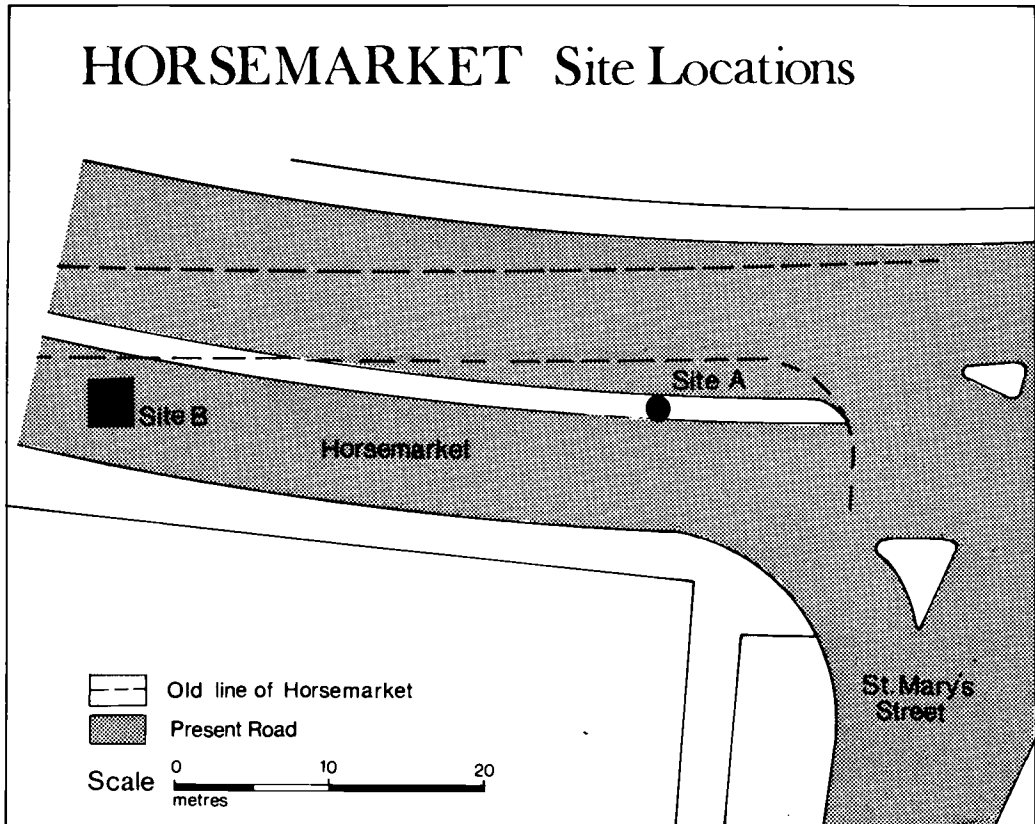 HORSEMARKET Site Locations
Site A
Site B
Horsemarket
St. Mary's
Street
Old line of Horsemarket
Present Road
Scale 0 10 20
metres